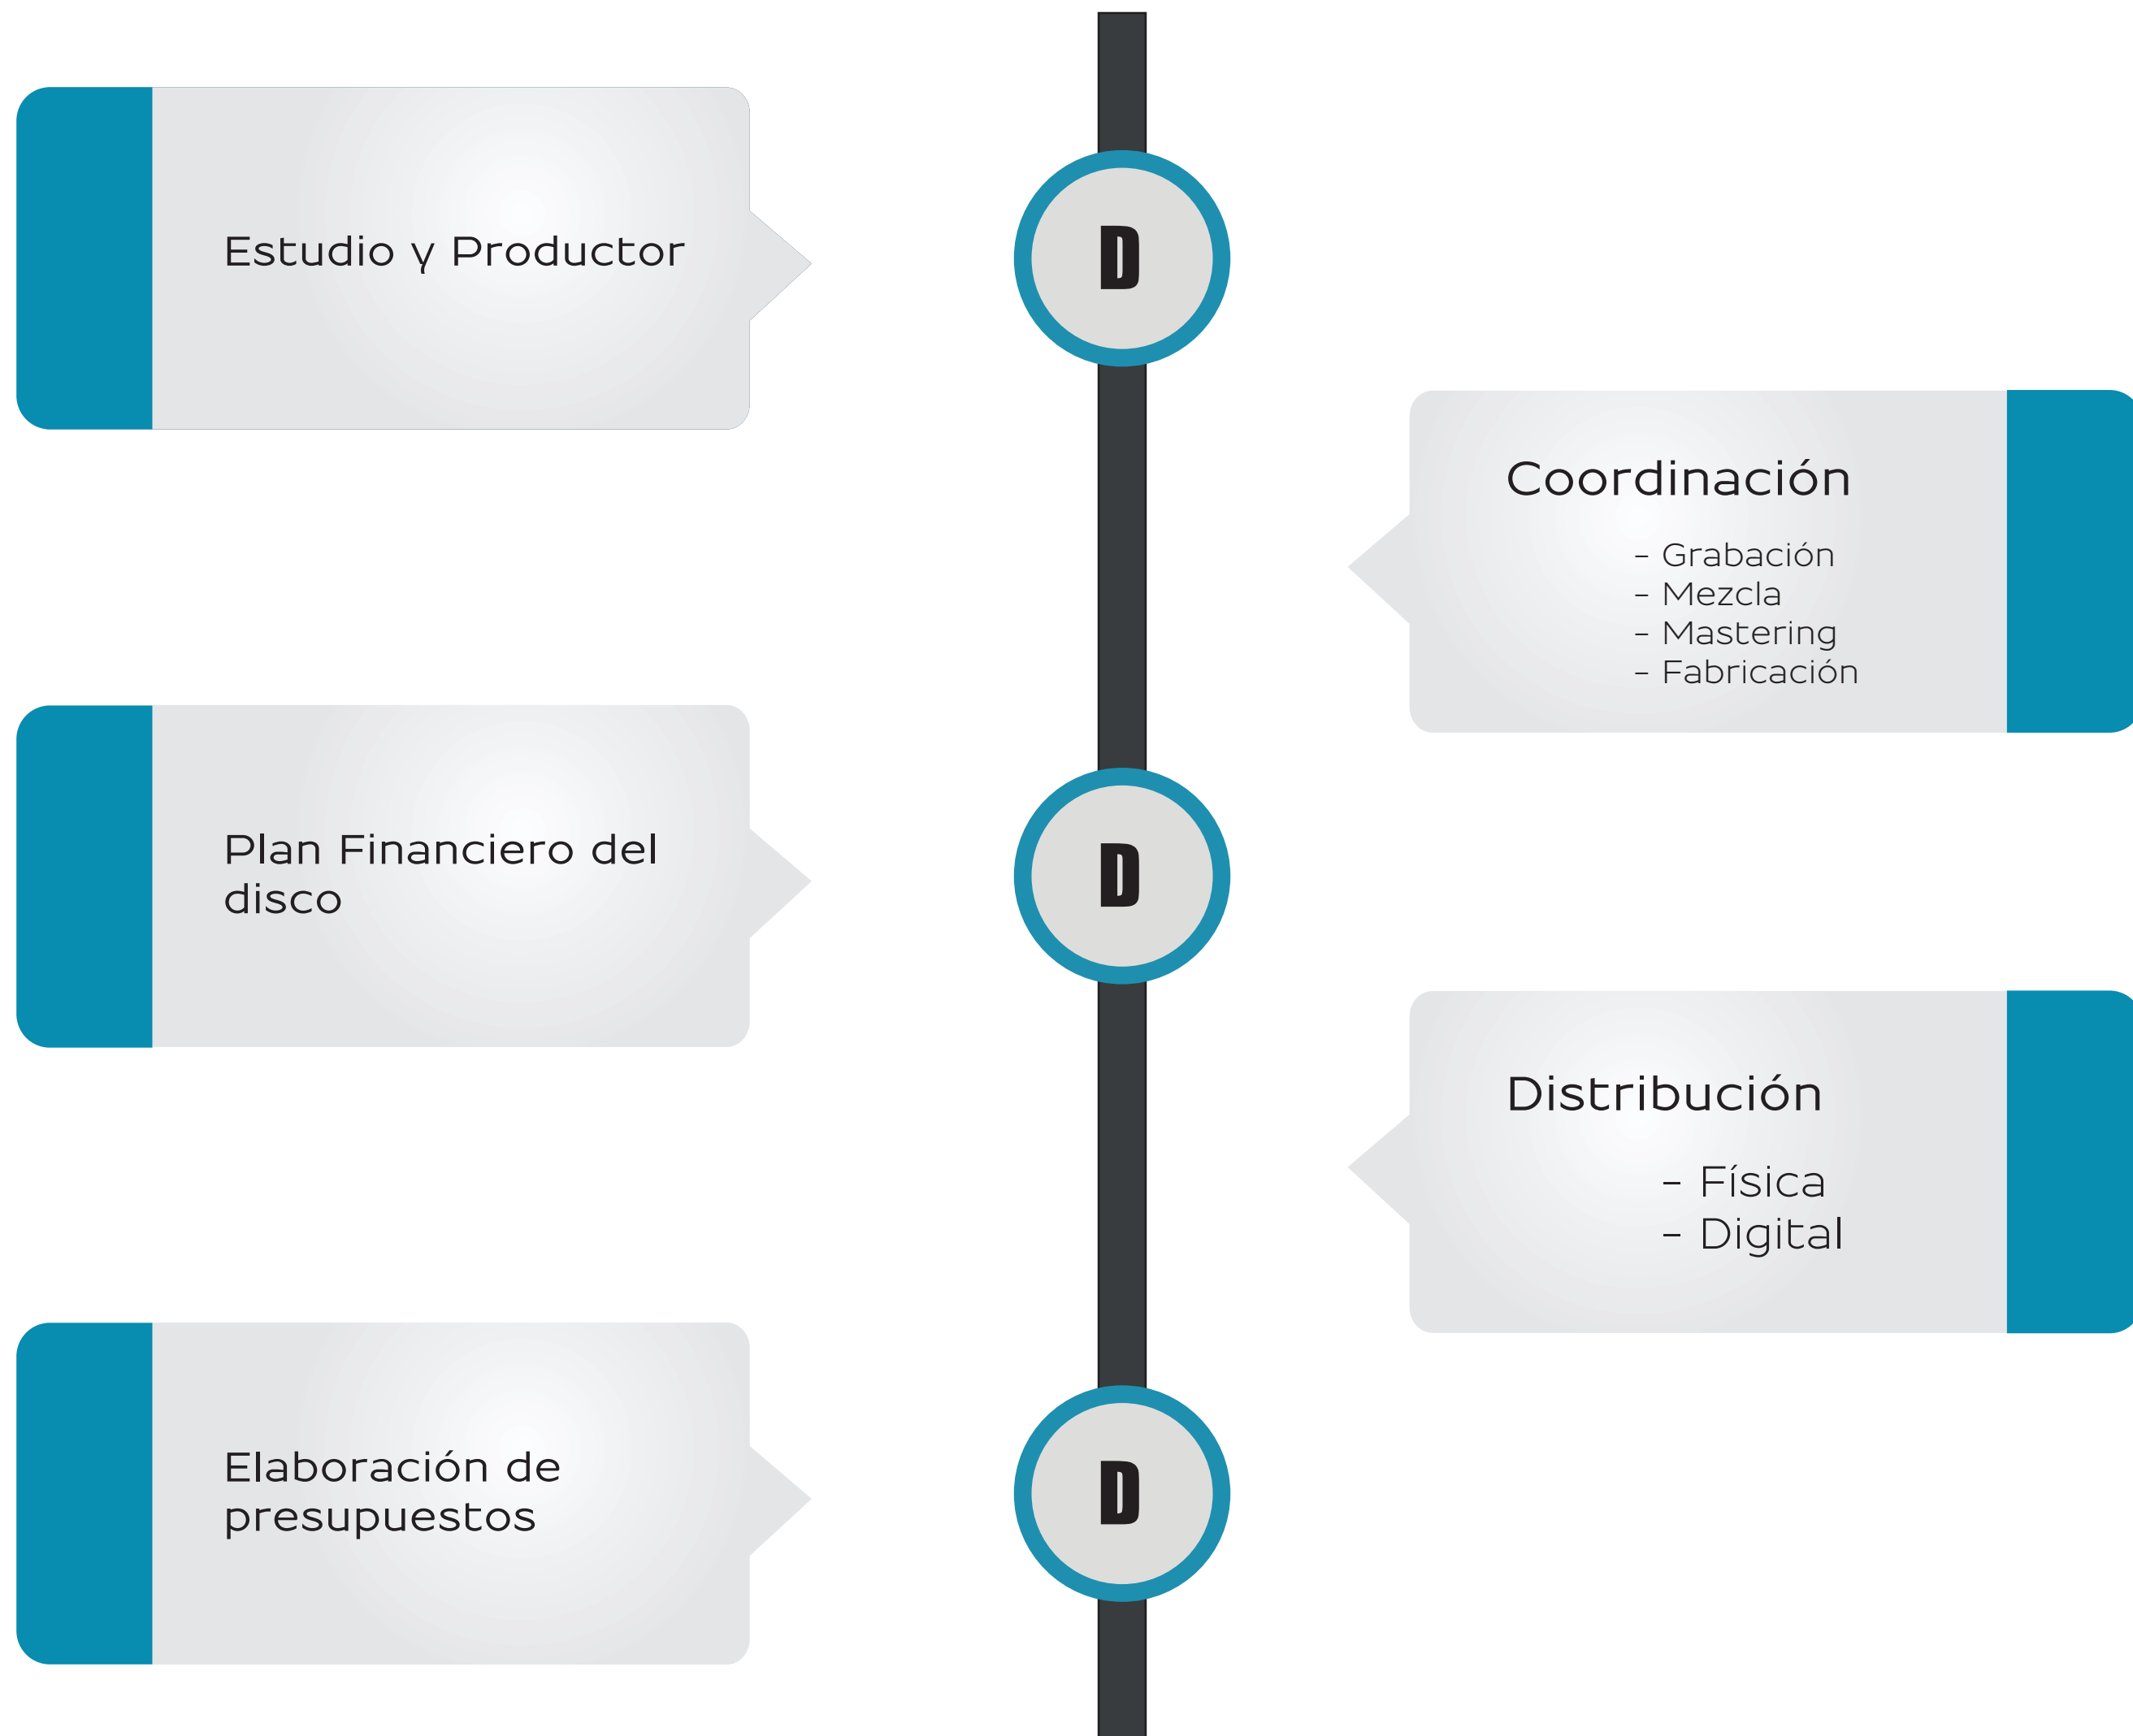 Estudio y Productor
D
Coordinación
- Grabación
- Mezcla
- Mastering
- Fabricación
Plan Financiero del
disco
D
Distribución
- Física
- Digital
Elaboración de
presupuestos
D